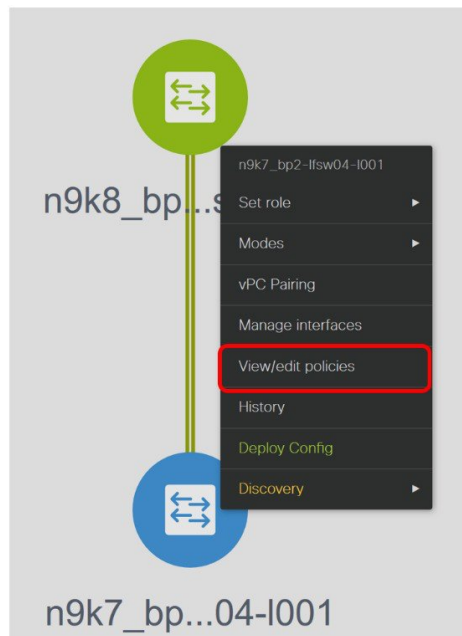 n9k7_bp2-lfsw04-l001
n9k8_bp...s
Set role
Modes
vPC Pairing
Manage interfaces
View/edit policies
History
Deploy Config
Discovery
n9k7_bp...04-l001